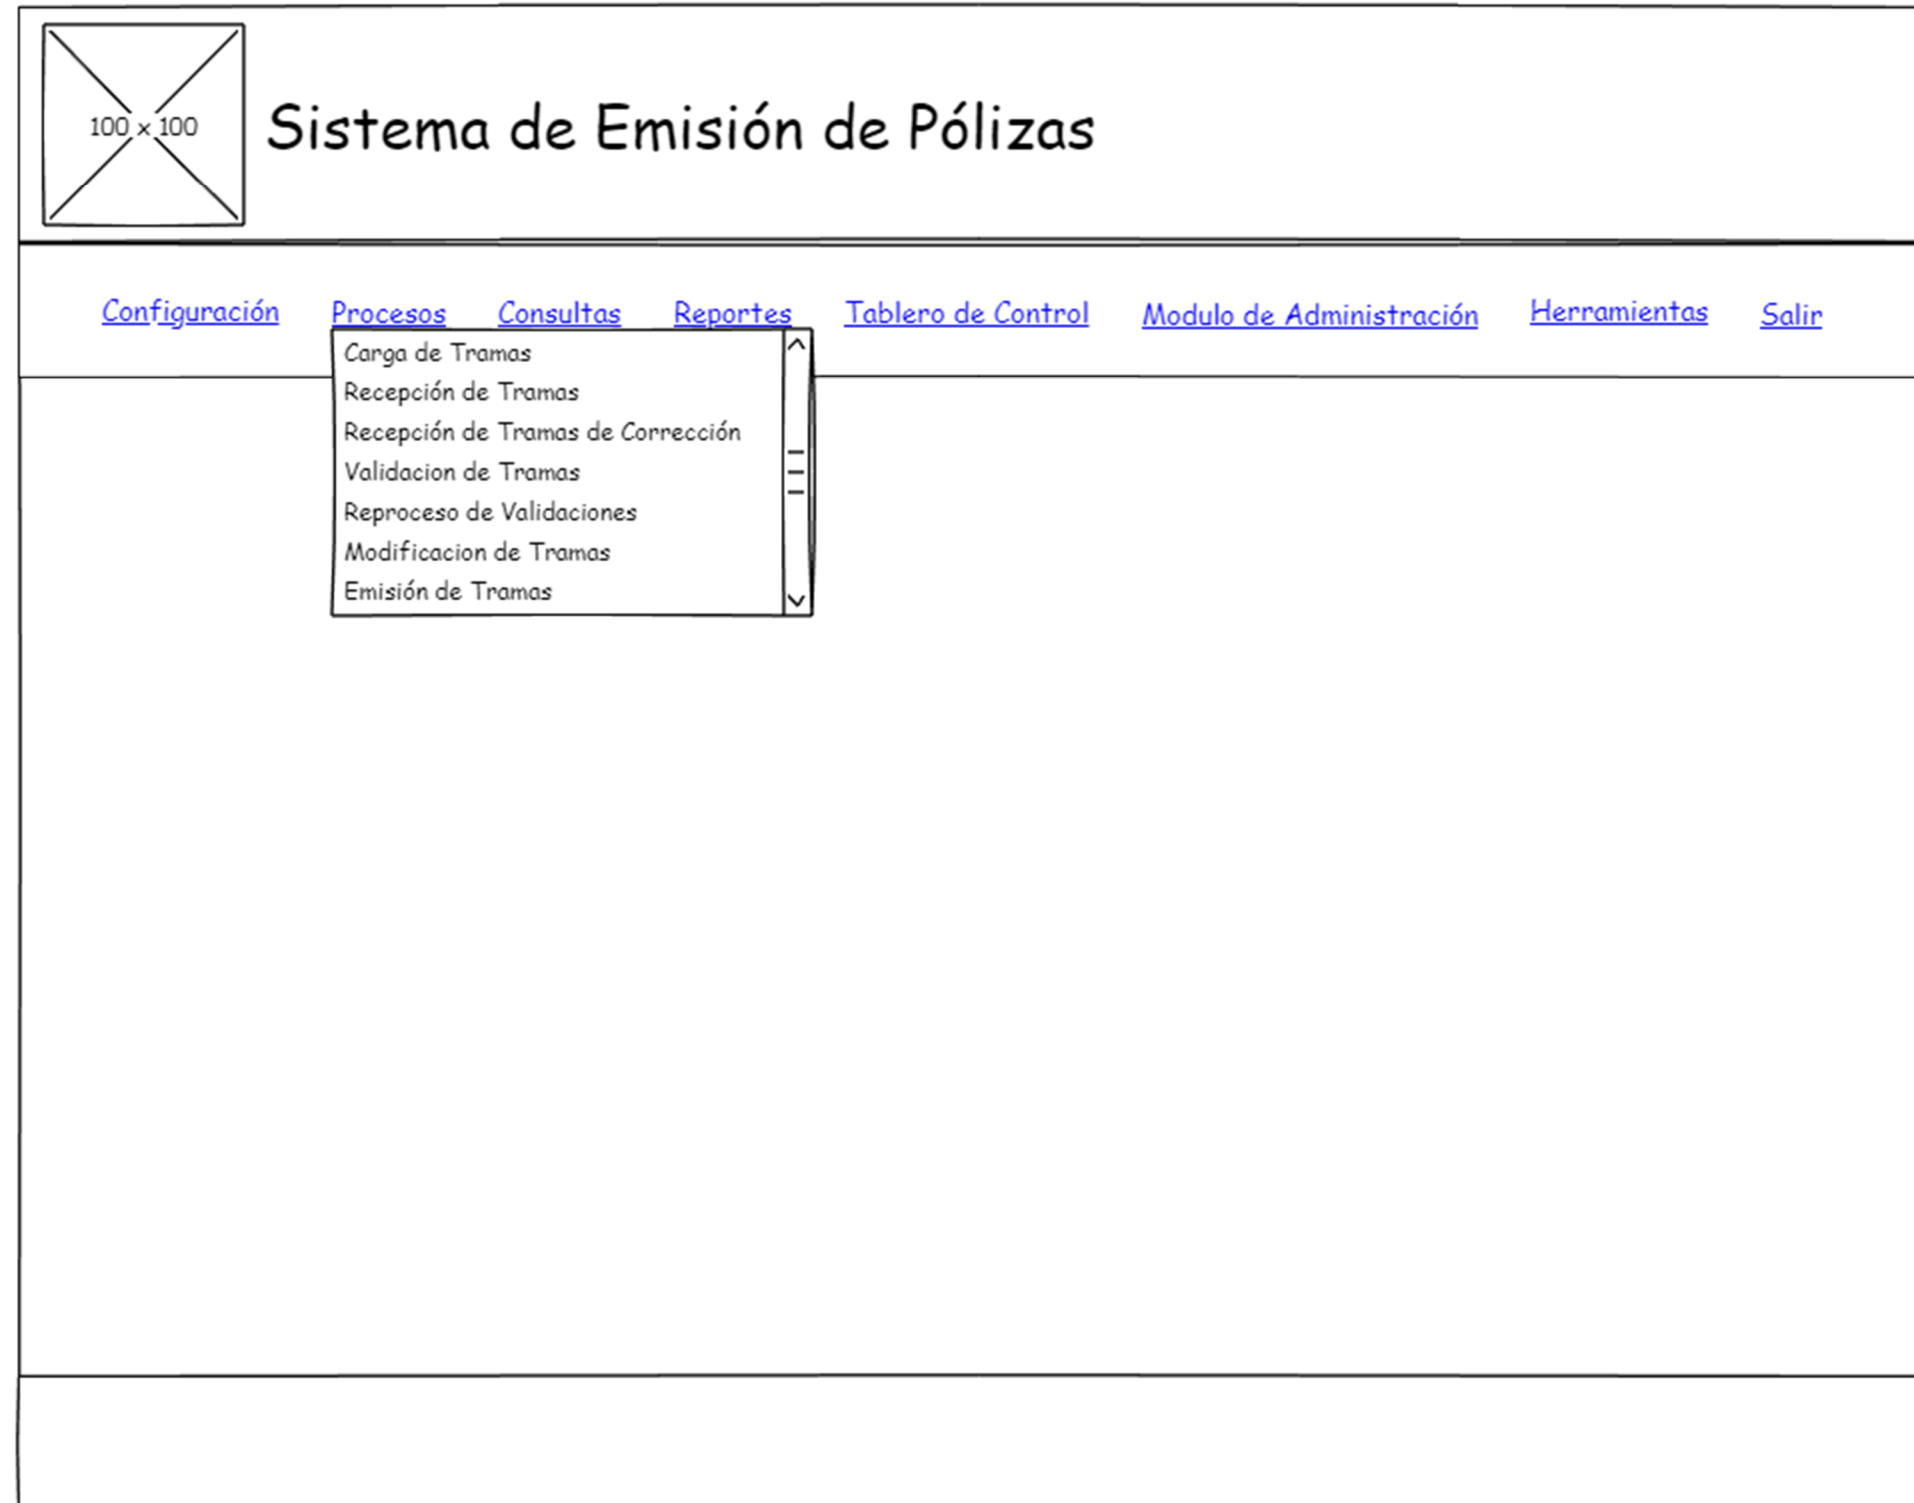 100 x 100
Sistema de Emisión de Pólizas
Configuración Procesos Consultas Reportes Tablero de Control Modulo de Administración Herramientas Salir
Carga de Tramas
Recepción de Tramas
Recepción de Tramas de Corrección
Validacion de Tramas
Reproceso de Validaciones
Modificacion de Tramas
Emisión de Tramas